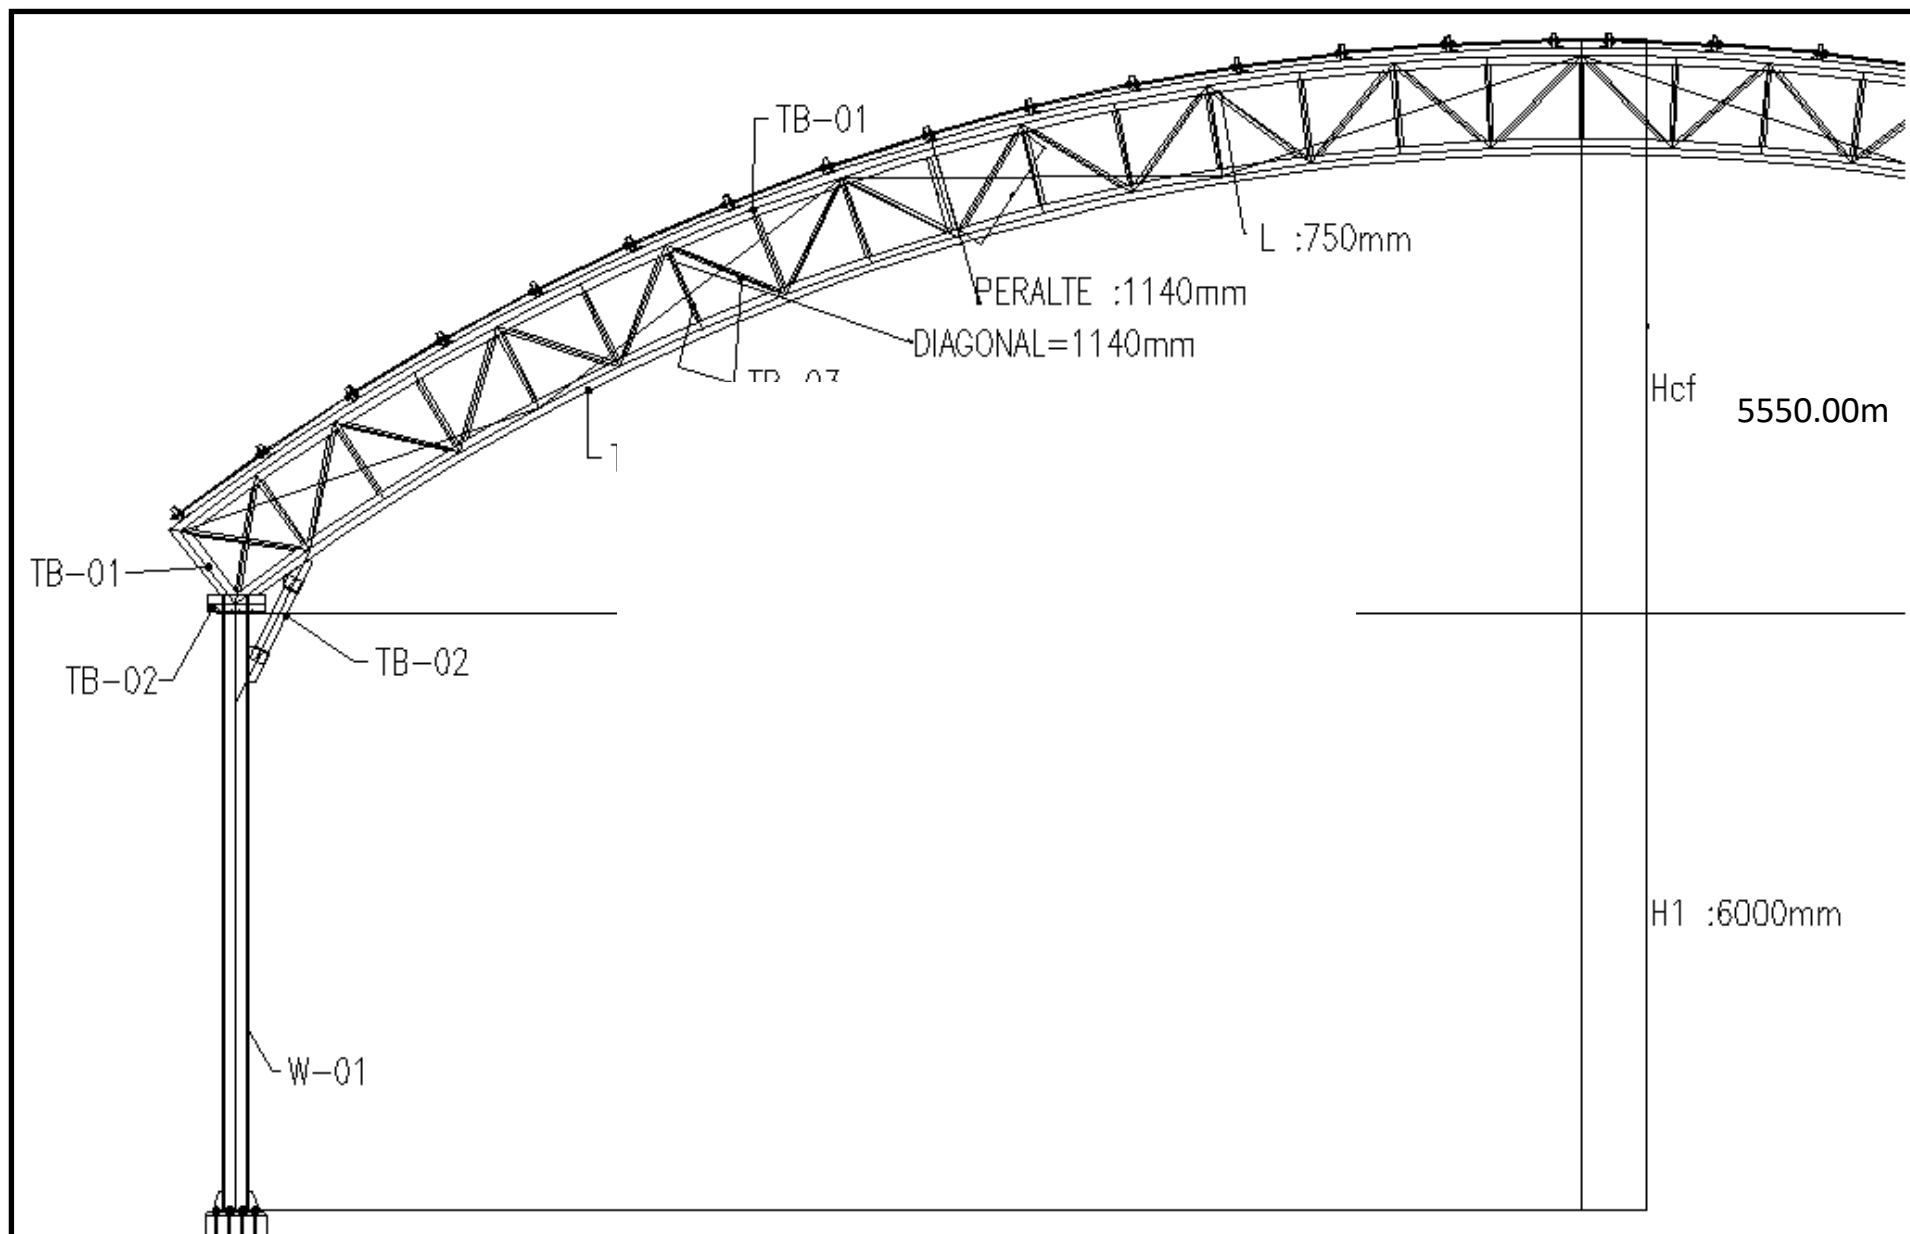 TB-01
L :750mm
PERALTE :1140mm
DIAGONAL=1140mm
Hcf 5550.00m
TB-01
TB-02
TB-02
H1 :6000mm
W-01